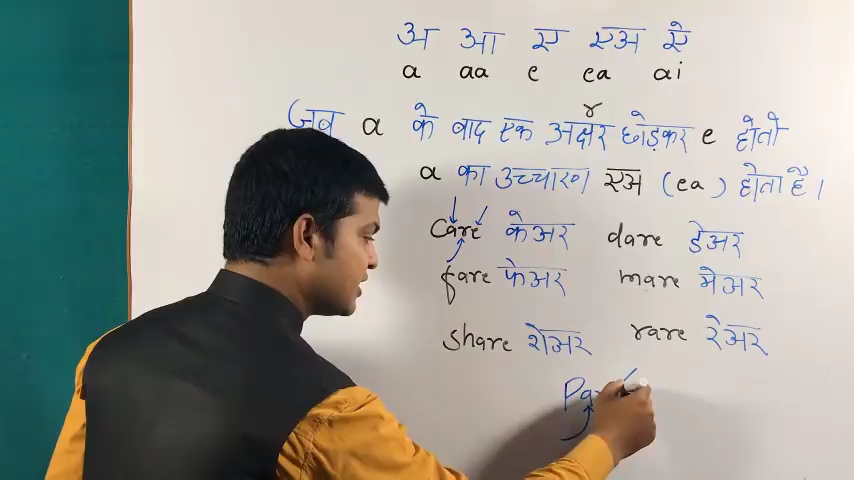 अ आ ए एअ ऐ
a aa e ea ai
r
जब a के बाद एक अक्षर छोड़कर e हो तो
a का उच्चारण एअ (ea) होता है।
Care केअर dare डेअर
fare फेअर mare मेअर
share शेअर rare रेअर